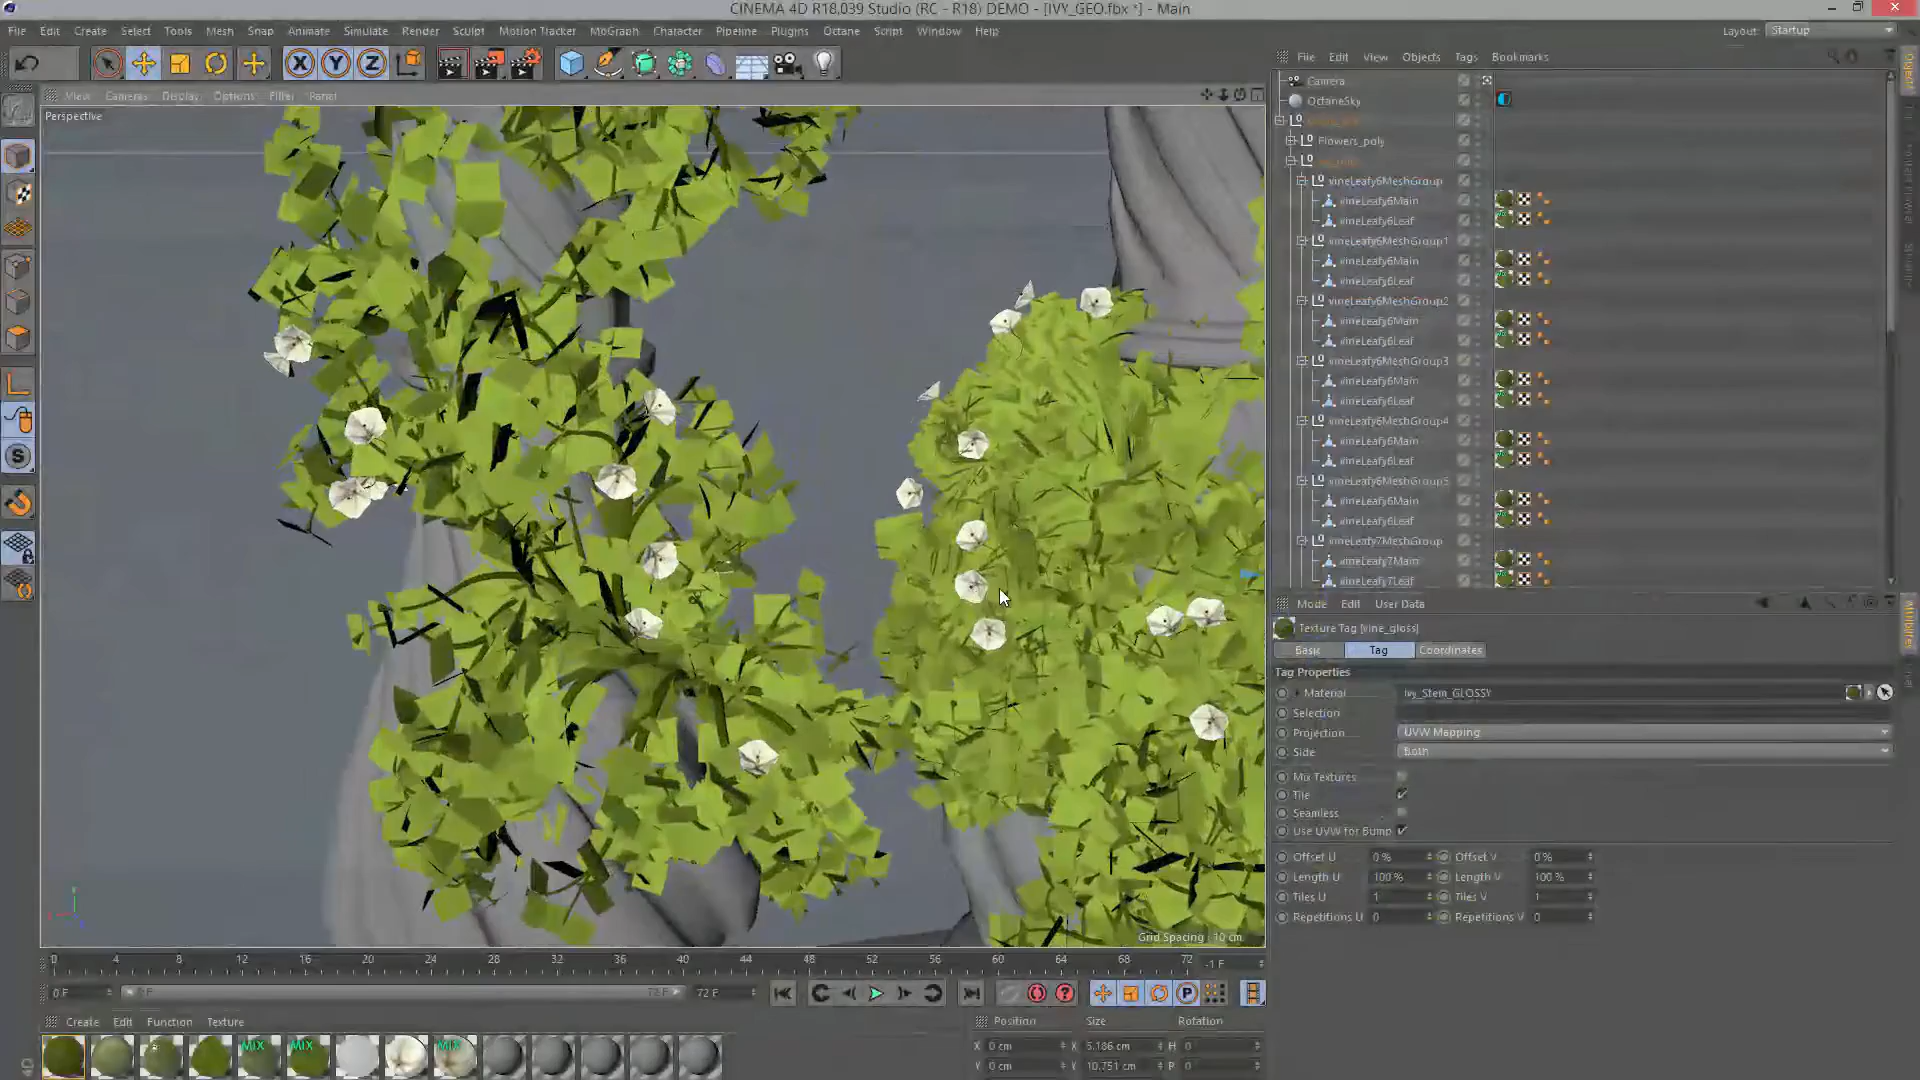 CINEMA 4D R18.039 Studio (RC - R18) DEMO - [IVY_GEO.fbx *] - Main
File Edit Create Select Tools Mesh Snap Animate Simulate Render Sculpt Motion Tracker MoGraph Character Pipeline Plugins Octane Script Window Help
Layout: Startup
File Edit View Objects Tags Bookmarks
View Cameras Display Options Filter Panel
Perspective
Camera
OctaneSky
Flowers_poly
vineLeafy6MeshGroup
vineLeafy6Main
vineLeafy6Leaf
vineLeafy6MeshGroup1
vineLeafy6Main
vineLeafy6Leaf
vineLeafy6MeshGroup2
vineLeafy6Main
vineLeafy6Leaf
vineLeafy6MeshGroup3
vineLeafy6Main
vineLeafy6Leaf
vineLeafy6MeshGroup4
vineLeafy6Main
vineLeafy6Leaf
vineLeafy6MeshGroup5
vineLeafy6Main
vineLeafy6Leaf
vineLeafy7MeshGroup
vineLeafy7Main
vineLeafy7Leaf
Mode Edit User Data
Texture Tag [vine_gloss]
Basic Tag Coordinates
Tag Properties
Material Ivy_Stem_GLOSSY
Selection
Projection UVW Mapping
Side Both
Mix Textures
Tile
Seamless
Use UVW for Bump
Offset U 0 % Offset V 0 %
Length U 100 % Length V 100 %
Tiles U 1 Tiles V 1
Repetitions U 0 Repetitions V 0
Grid Spacing : 10 cm
0 4 8 12 16 20 24 28 32 36 40 44 48 52 56 60 64 68 72 -1 F
0 F 0 F 72 F 72 F
Create Edit Function Texture
Position Size Rotation
X 0 cm X 5.186 cm H 0
Y 0 cm Y 10.751 cm P 0
MIX MIX MIX